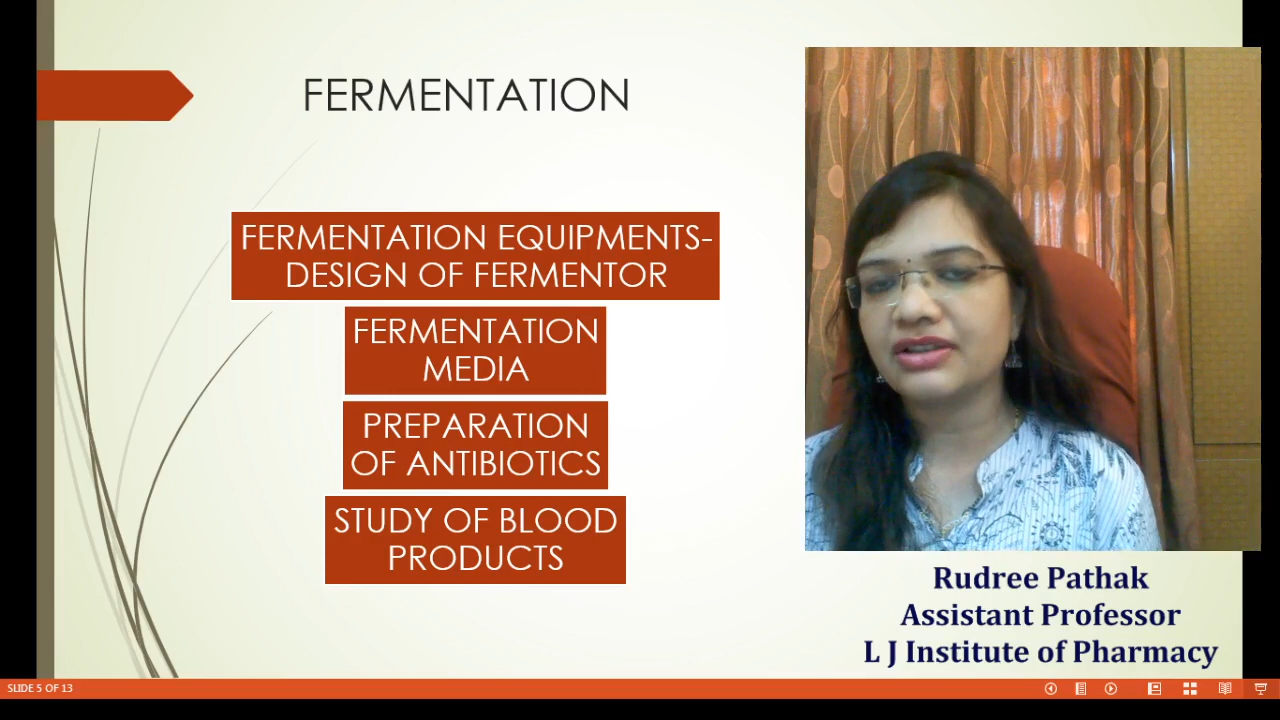 FERMENTATION
FERMENTATION EQUIPMENTS-
DESIGN OF FERMENTOR
FERMENTATION
MEDIA
PREPARATION
OF ANTIBIOTICS
STUDY OF BLOOD
PRODUCTS
Rudree Pathak
Assistant Professor
L J Institute of Pharmacy
SLIDE 5 OF 13